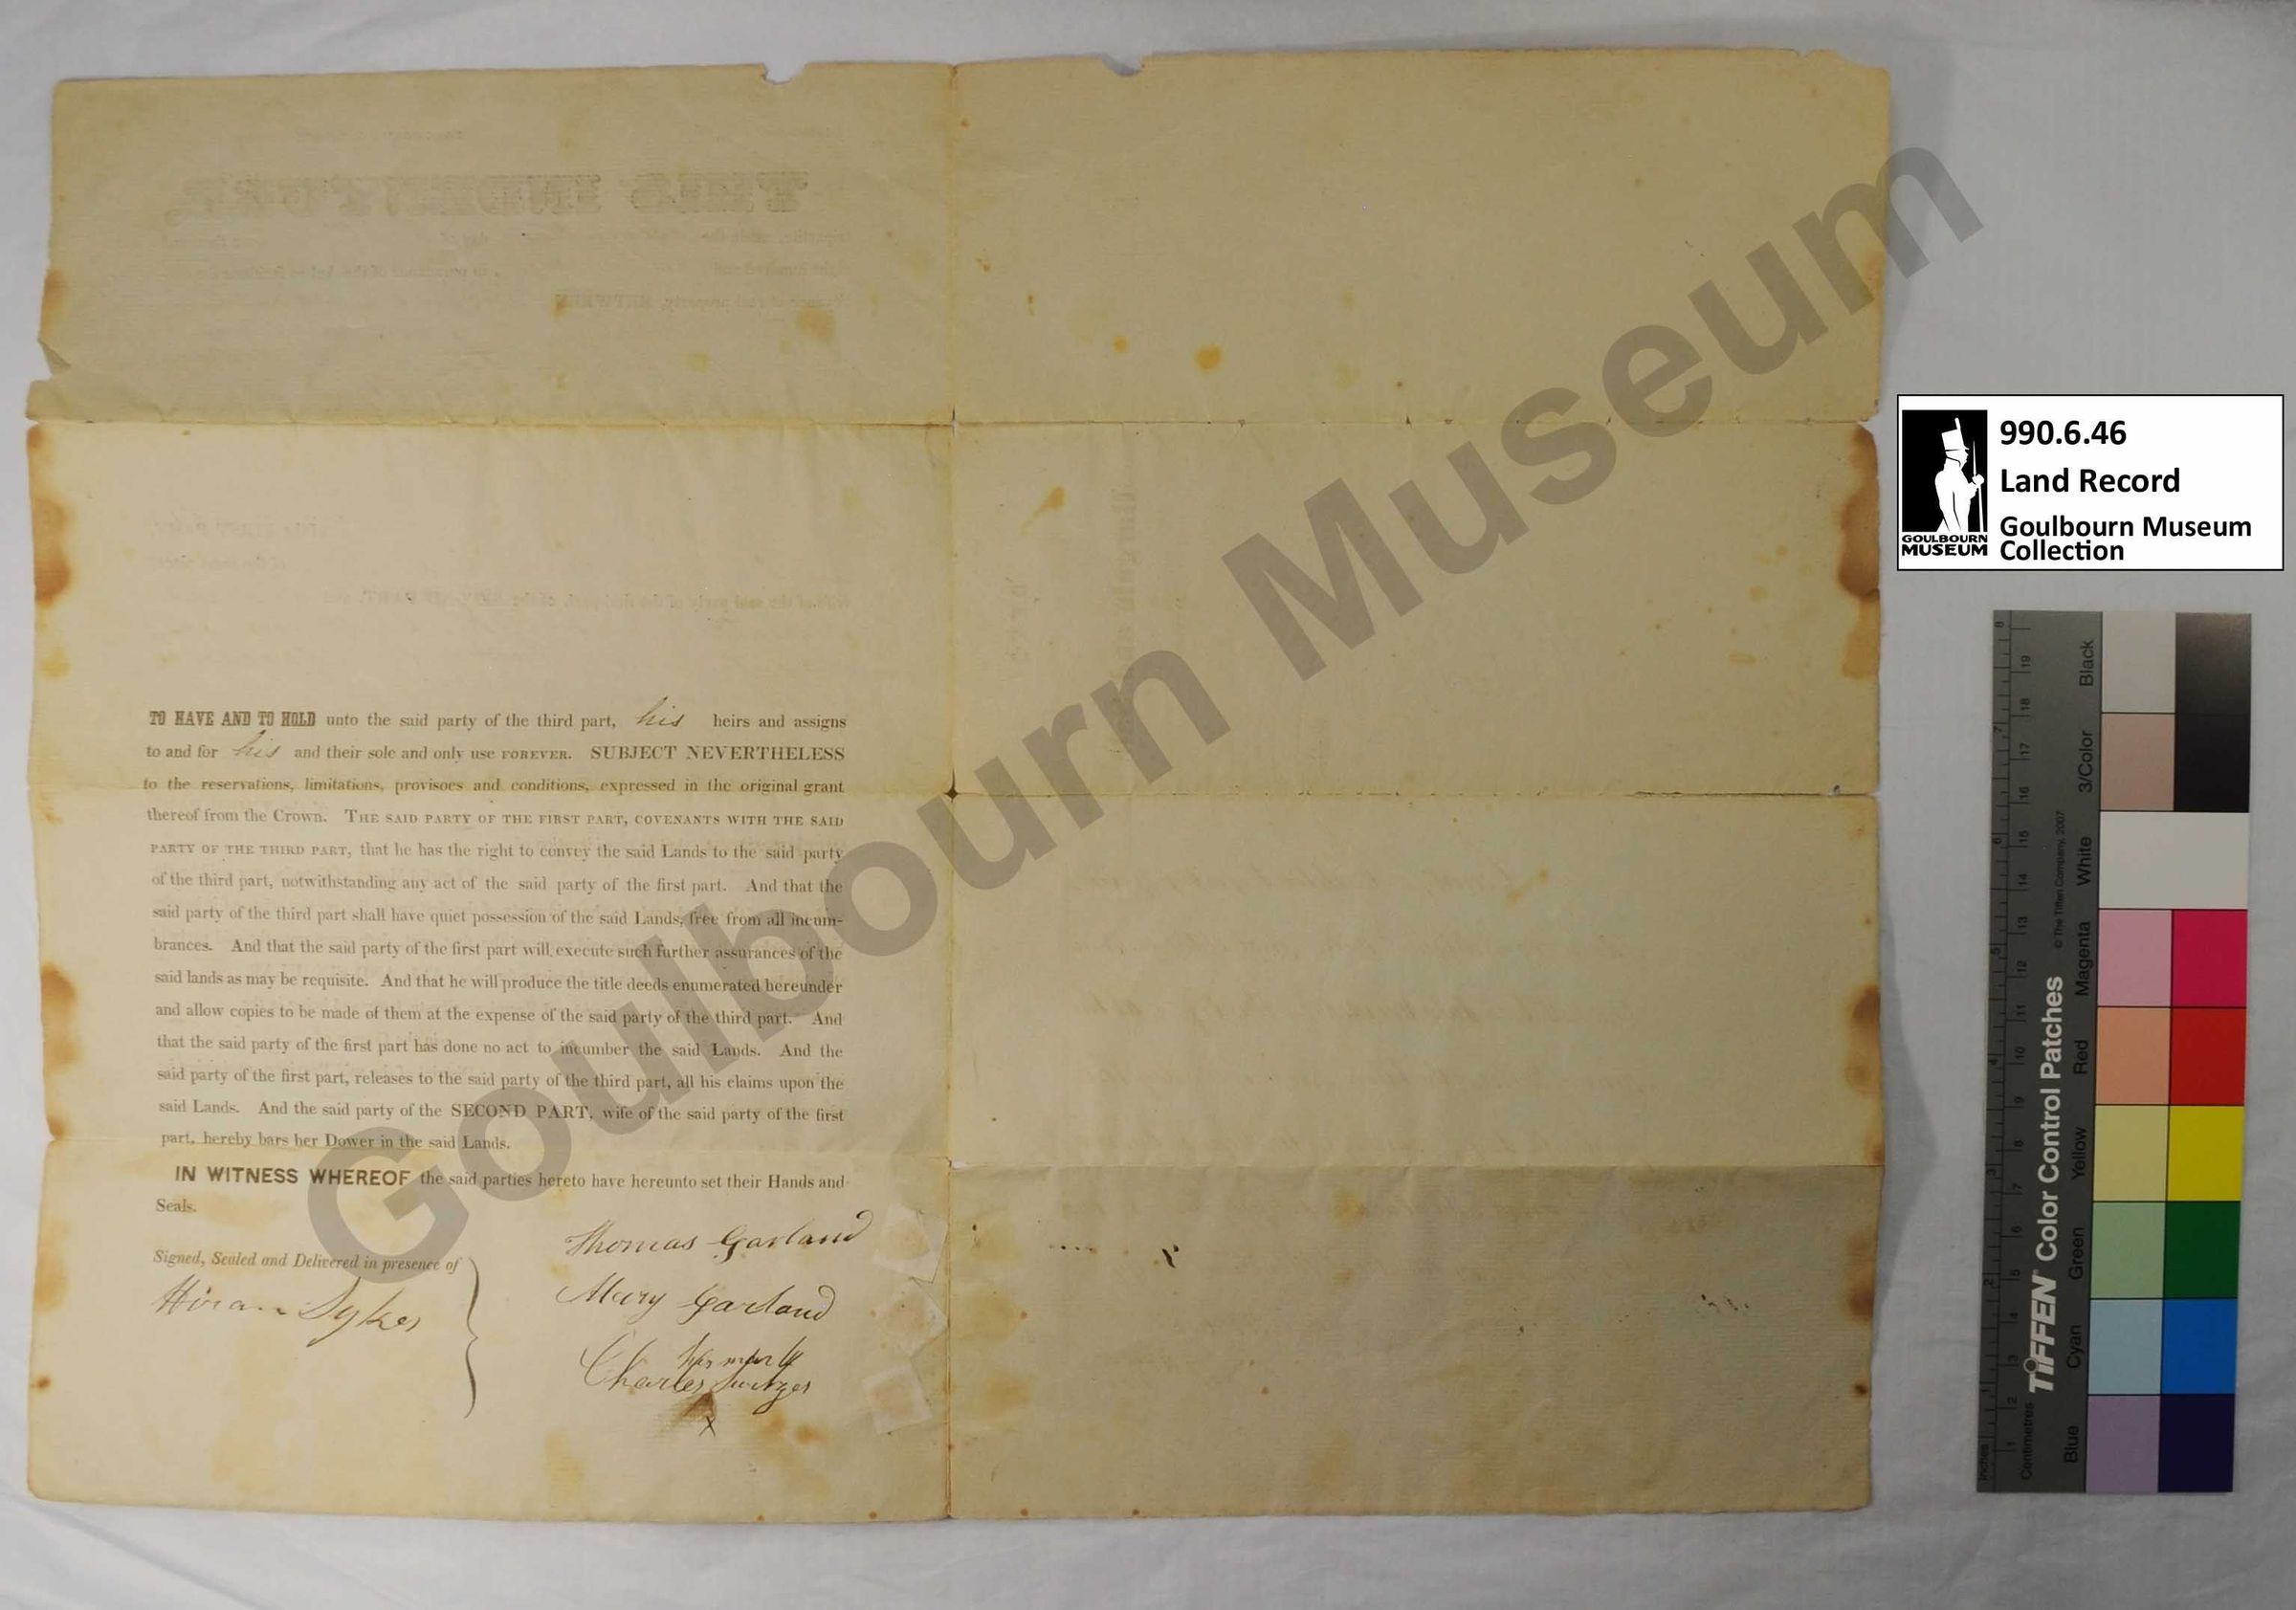 TO HAVE AND TO HOLD unto the said party of the third part, his heirs and assigns
to and for his and their sole and only use FOREVER. SUBJECT NEVERTHELESS
to the reservations, limitations, provisoes and conditions, expressed in the original grant
thereof from the Crown. THE SAID PARTY OF THE FIRST PART, COVENANTS WITH THE SAID
PARTY OF THE THIRD PART, that he has the right to convey the said Lands to the said party
of the third part, notwithstanding any act of the said party of the first part. And that the
said party of the third part shall have quiet possession of the said Lands, free from all incum-
brances. And that the said party of the first part will execute such further assurances of the
said lands as may be requisite. And that he will produce the title deeds enumerated hereunder
and allow copies to be made of them at the expense of the said party of the third part. And
that the said party of the first part has done no act to incumber the said Lands. And the
said party of the first part, releases to the said party of the third part, all his claims upon the
said Lands. And the said party of the SECOND PART, wife of the said party of the first
part, hereby bars her Dower in the said Lands.
IN WITNESS WHEREOF the said parties hereto have hereunto set their Hands and
Seals.
Signed, Sealed and Delivered in presence of
Hiram Sykes
Thomas Garland
Mary Garland
his mark
Charles Switzer
x
Goulbourn Museum
990.6.46
Land Record
Goulbourn Museum
Collection
GOULBOURN
MUSEUM
TIFFEN Color Control Patches
© The Tiffen Company, 2007
Inches
Centimetres
Blue
Cyan
Green
Yellow
Red
Magenta
White
3/Color
Black